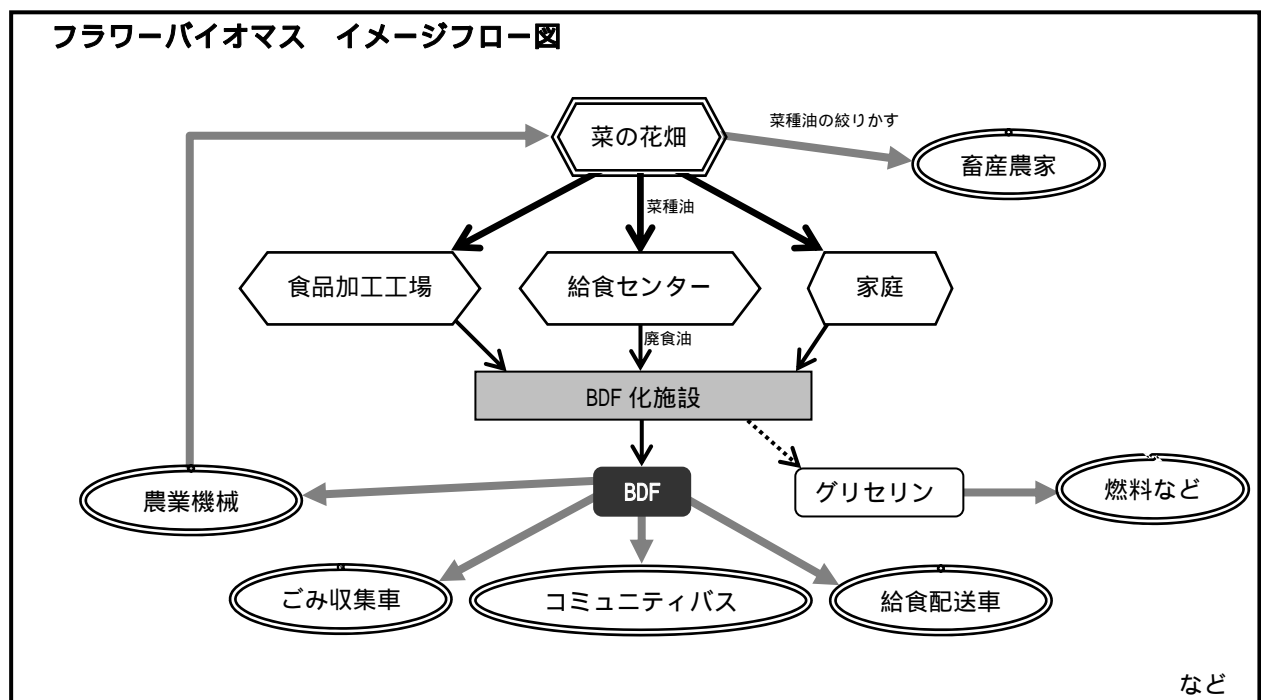 フラワーバイオマス　イメージフロー図
菜の花畑
菜種油の絞りかす
畜産農家
菜種油
食品加工工場
給食センター
家庭
廃食油
BDF 化施設
農業機械
BDF
グリセリン
燃料など
ごみ収集車
コミュニティバス
給食配送車
など